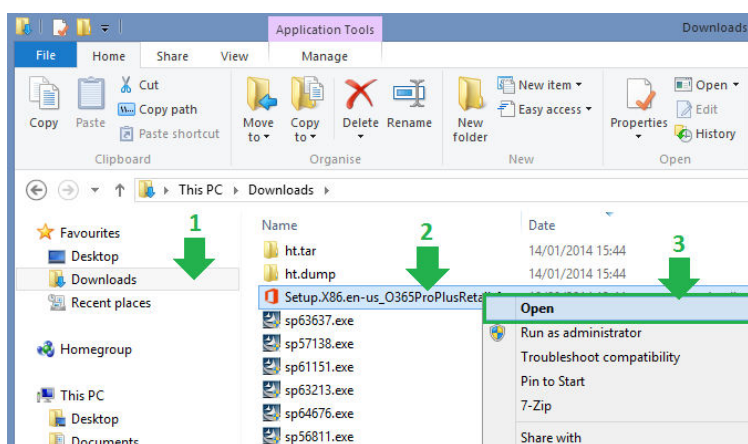 Application Tools
Downloads
File Home Share View Manage
Copy
Paste
Cut
Copy path
Paste shortcut
Move to
Copy to
Delete
Rename
New folder
New item
Easy access
Properties
Open
Edit
History
Clipboard
Organise
New
Open
This PC Downloads
1
2
3
Favourites
Desktop
Downloads
Recent places
Homegroup
This PC
Desktop
Documents
Name Date
ht.tar 14/01/2014 15:44
ht.dump 14/01/2014 15:44
Setup.X86.en-us_O365ProPlusRetail
sp63637.exe
sp57138.exe
sp61151.exe
sp63213.exe
sp64676.exe
sp56811.exe
Open
Run as administrator
Troubleshoot compatibility
Pin to Start
7-Zip
Share with